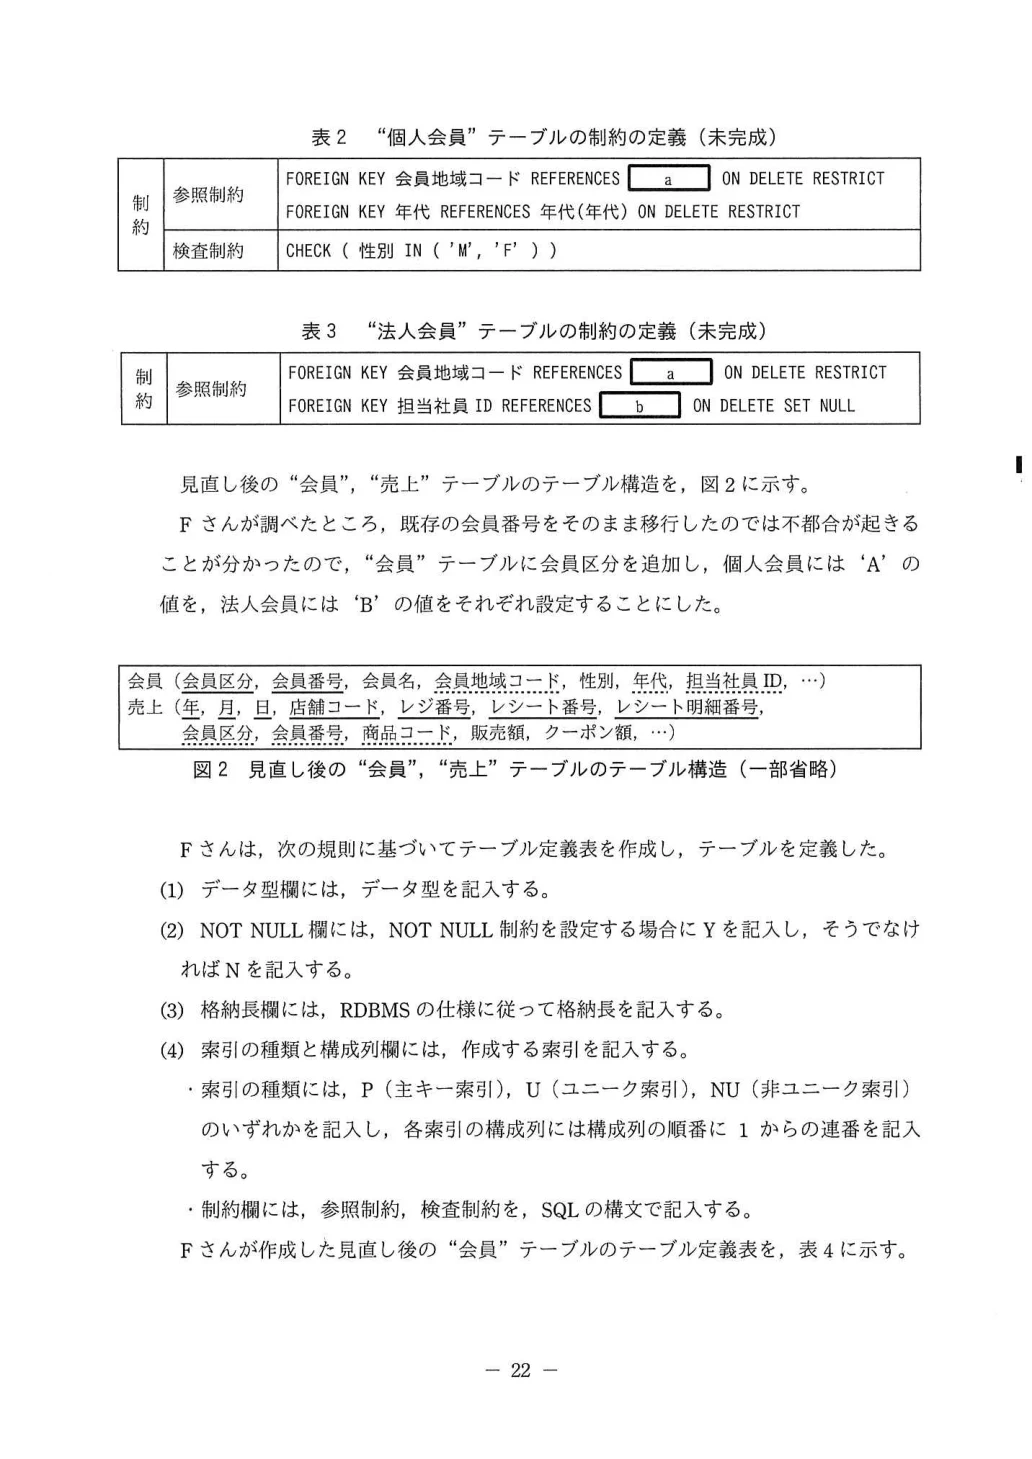 表2 “個人会員” テーブルの制約の定義（未完成）
制約
参照制約
FOREIGN KEY 会員地域コード REFERENCES a ON DELETE RESTRICT
FOREIGN KEY 年代 REFERENCES 年代(年代) ON DELETE RESTRICT
検査制約
CHECK ( 性別 IN ( 'M', 'F' ) )
表3 “法人会員” テーブルの制約の定義（未完成）
制約
参照制約
FOREIGN KEY 会員地域コード REFERENCES a ON DELETE RESTRICT
FOREIGN KEY 担当社員 ID REFERENCES b ON DELETE SET NULL
見直し後の “会員”，“売上” テーブルのテーブル構造を，図2に示す。
F さんが調べたところ，既存の会員番号をそのまま移行したのでは不都合が起きる
ことが分かったので，“会員” テーブルに会員区分を追加し，個人会員には ‘A’ の
値を，法人会員には ‘B’ の値をそれぞれ設定することにした。
会員（会員区分，会員番号，会員名，会員地域コード，性別，年代，担当社員 ID，…）
売上（年，月，日，店舗コード，レジ番号，レシート番号，レシート明細番号，
会員区分，会員番号，商品コード，販売額，クーポン額，…）
図2 見直し後の “会員”，“売上” テーブルのテーブル構造（一部省略）
F さんは，次の規則に基づいてテーブル定義表を作成し，テーブルを定義した。
(1) データ型欄には，データ型を記入する。
(2) NOT NULL 欄には，NOT NULL 制約を設定する場合に Y を記入し，そうでなけ
れば N を記入する。
(3) 格納長欄には，RDBMS の仕様に従って格納長を記入する。
(4) 索引の種類と構成列欄には，作成する索引を記入する。
・索引の種類には，P（主キー索引），U（ユニーク索引），NU（非ユニーク索引）
のいずれかを記入し，各索引の構成列には構成列の順番に 1 からの連番を記入
する。
・制約欄には，参照制約，検査制約を，SQL の構文で記入する。
F さんが作成した見直し後の “会員” テーブルのテーブル定義表を，表4に示す。
－ 22 －